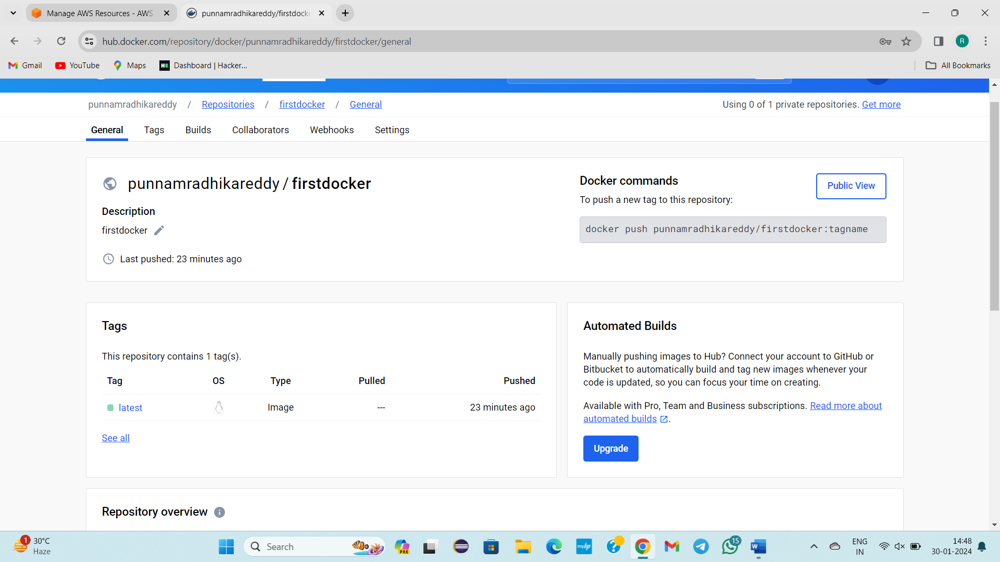 Manage AWS Resources - AWS
punnamradhikareddy/firstdocke
hub.docker.com/repository/docker/punnamradhikareddy/firstdocker/general
R
Gmail
YouTube
Maps
Dashboard | Hacker...
All Bookmarks
punnamradhikareddy / Repositories / firstdocker / General
Using 0 of 1 private repositories. Get more
General
Tags
Builds
Collaborators
Webhooks
Settings
punnamradhikareddy / firstdocker
Description
firstdocker
Last pushed: 23 minutes ago
Docker commands
Public View
To push a new tag to this repository:
docker push punnamradhikareddy/firstdocker:tagname
Tags
This repository contains 1 tag(s).
Tag OS Type Pulled Pushed
latest Image --- 23 minutes ago
See all
Automated Builds
Manually pushing images to Hub? Connect your account to GitHub or
Bitbucket to automatically build and tag new images whenever your
code is updated, so you can focus your time on creating.
Available with Pro, Team and Business subscriptions. Read more about
automated builds .
Upgrade
Repository overview
1
30°C
Haze
Search
PRE
myhp
15
W
ENG
IN
14:48
30-01-2024